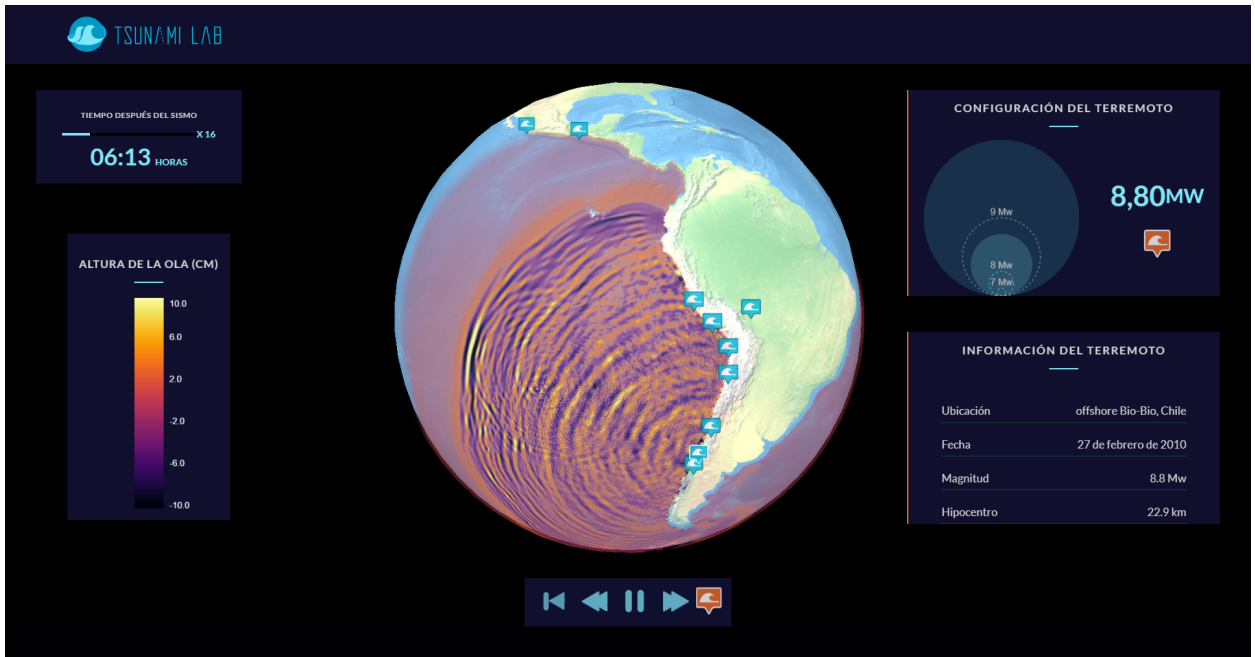 TSUNAMI LAB
TIEMPO DESPUÉS DEL SISMO
X 16
06:13 HORAS
ALTURA DE LA OLA (CM)
10.0
6.0
2.0
-2.0
-6.0
-10.0
CONFIGURACIÓN DEL TERREMOTO
9 Mw
8 Mw
7 Mw
8,80MW
INFORMACIÓN DEL TERREMOTO
Ubicación offshore Bio-Bio, Chile
Fecha 27 de febrero de 2010
Magnitud 8.8 Mw
Hipocentro 22.9 km